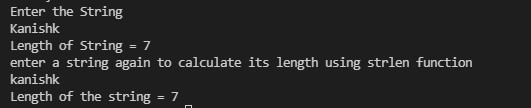 Enter the String
Kanishk
Length of String = 7
enter a string again to calculate its length using strlen function
kanishk
Length of the string = 7